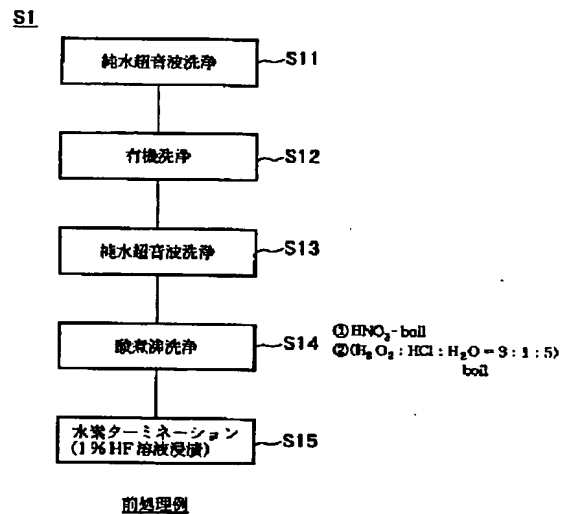 S1
純水超音波洗浄 S11
有機洗浄 S12
純水超音波洗浄 S13
酸煮沸洗浄 S14
①HNO3-boil
②(H2O2:HCl:H2O=3:1:5)
boil
水素ターミネーション
(1%HF溶液浸漬) S15
前処理例